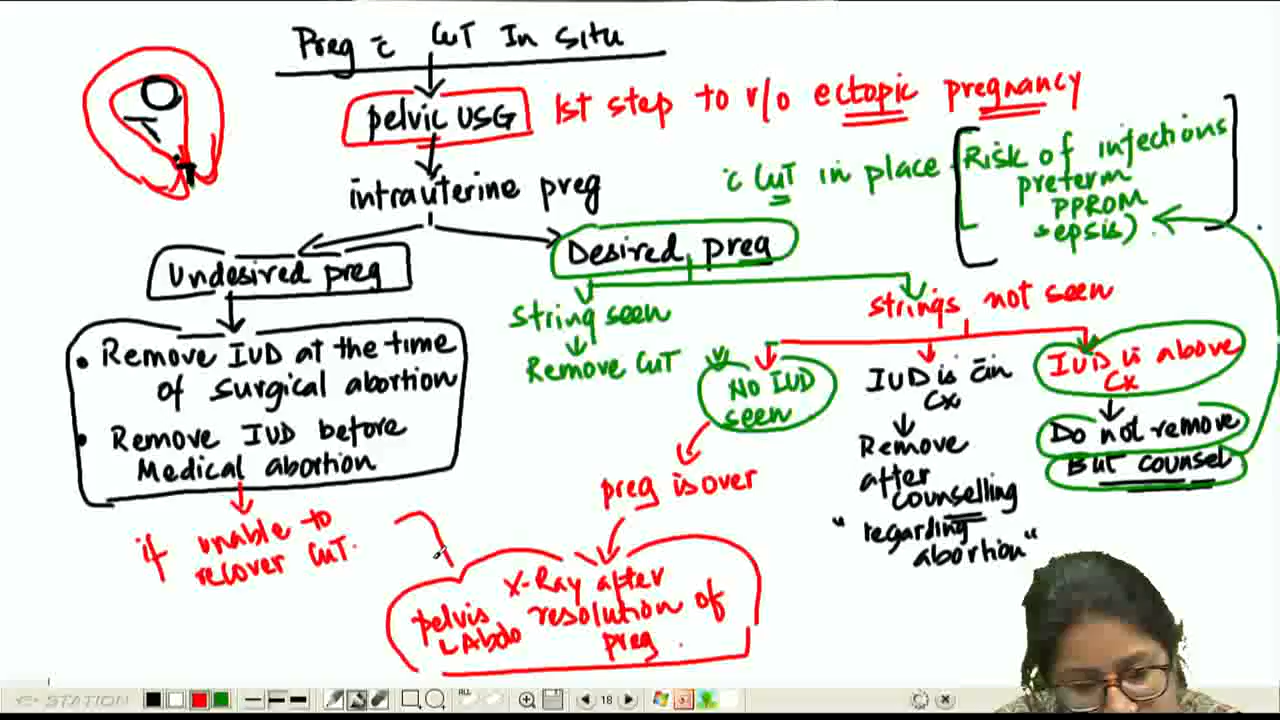 Preg c̄ CuT In situ
pelvic USG
1st step to r/o ectopic pregnancy
intrauterine preg
c̄ CuT in place
(Risk of infections
preterm
PPROM
sepsis)
Undesired preg
• Remove IUD at the time
of surgical abortion
• Remove IUD before
Medical abortion
if unable to
recover CuT.
Desired preg
String seen
Remove CuT
strings not seen
No IUD
seen
preg is over
X-Ray after
pelvis resolution of
Abdo preg.
IUD is in
Cx
Remove
after
counselling
"regarding
abortion"
IUD is above
Cx
Do not remove
But counsel
e-STATION
18